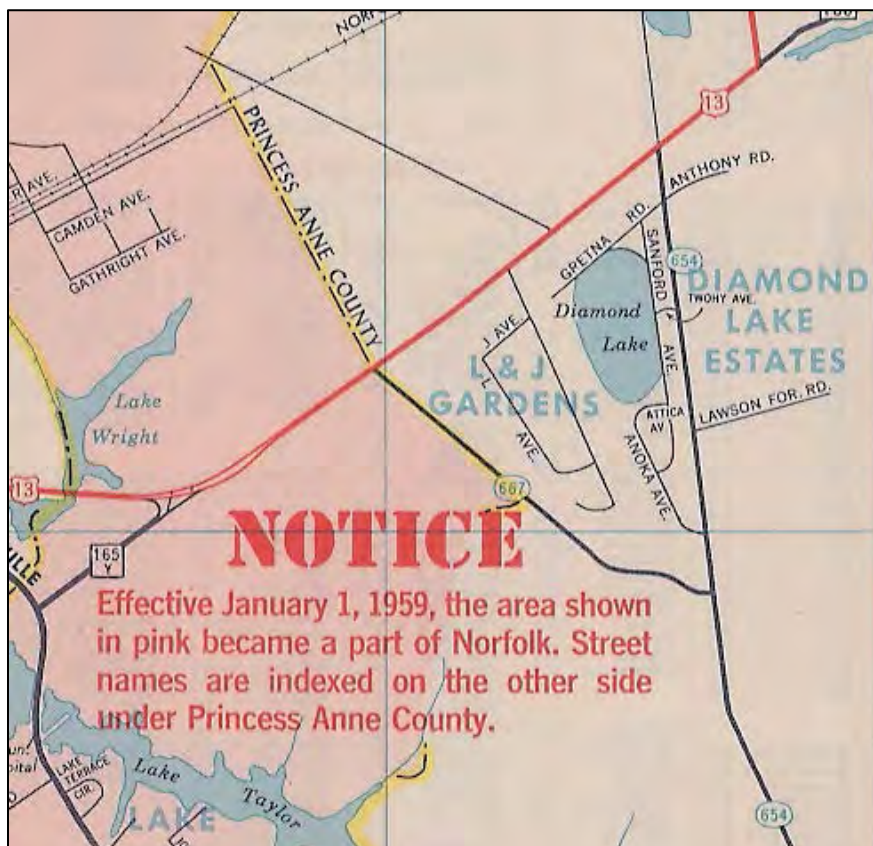 NORFO
13
R AVE.
CAMDEN AVE.
GATHRIGHT AVE.
PRINCESS ANNE COUNTY
ANTHONY RD.
GRETNA RD.
SANFORD AVE.
654
DIAMOND
LAKE
ESTATES
TWOHY AVE.
Diamond
Lake
J AVE.
L & J
GARDENS
L AVE.
ATTICA
AV
LAWSON FOR. RD.
ANOKA AVE.
Lake
Wright
13
667
165
Y
VILLE
NOTICE
Effective January 1, 1959, the area shown
in pink became a part of Norfolk. Street
names are indexed on the other side
under Princess Anne County.
LAKE
TERRACE
CIR.
Lake
Taylor
LAKE
654